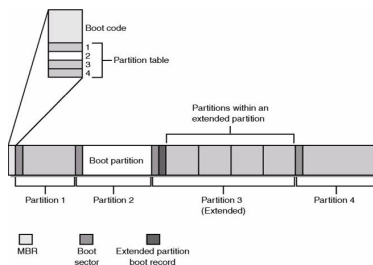 Boot code
1
2
3
4
Partition table
Partitions within an
extended partition
Boot partition
Partition 1
Partition 2
Partition 3
(Extended)
Partition 4
MBR
Boot
sector
Extended partition
boot record